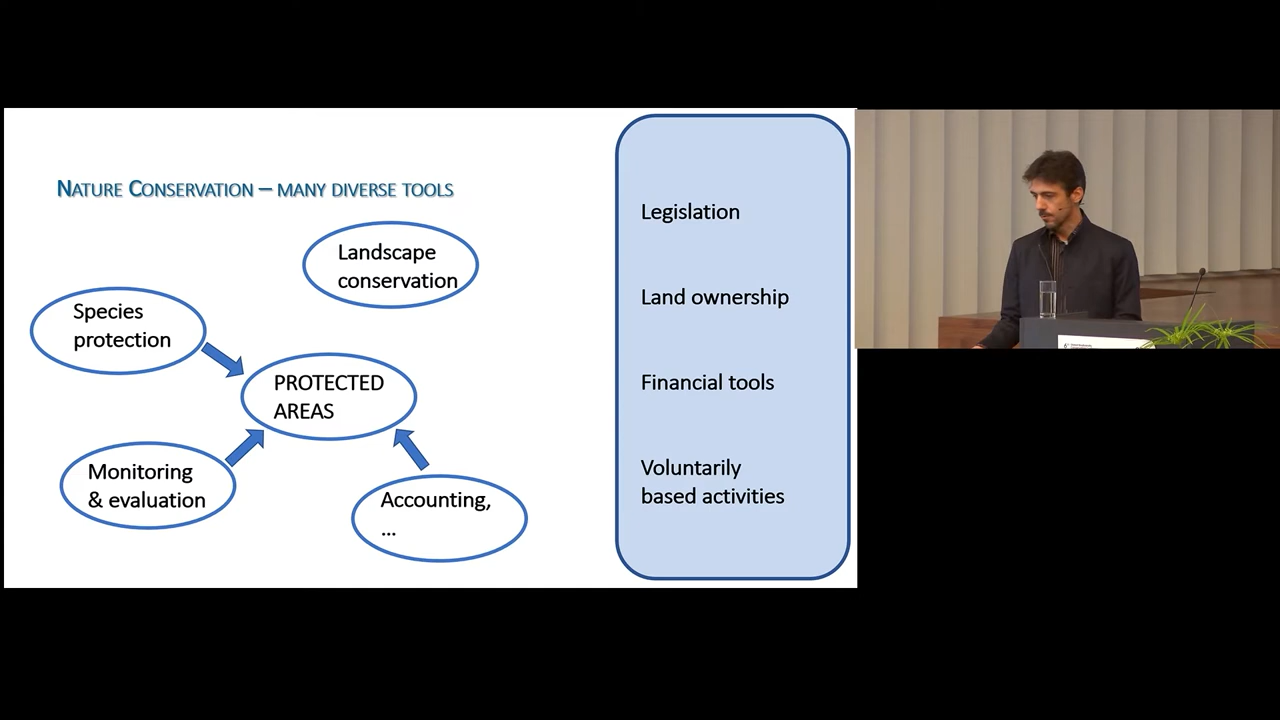 Nature Conservation – many diverse tools
Landscape
conservation
Species
protection
PROTECTED
AREAS
Monitoring
& evaluation
Accounting,
...
Legislation
Land ownership
Financial tools
Voluntarily
based activities